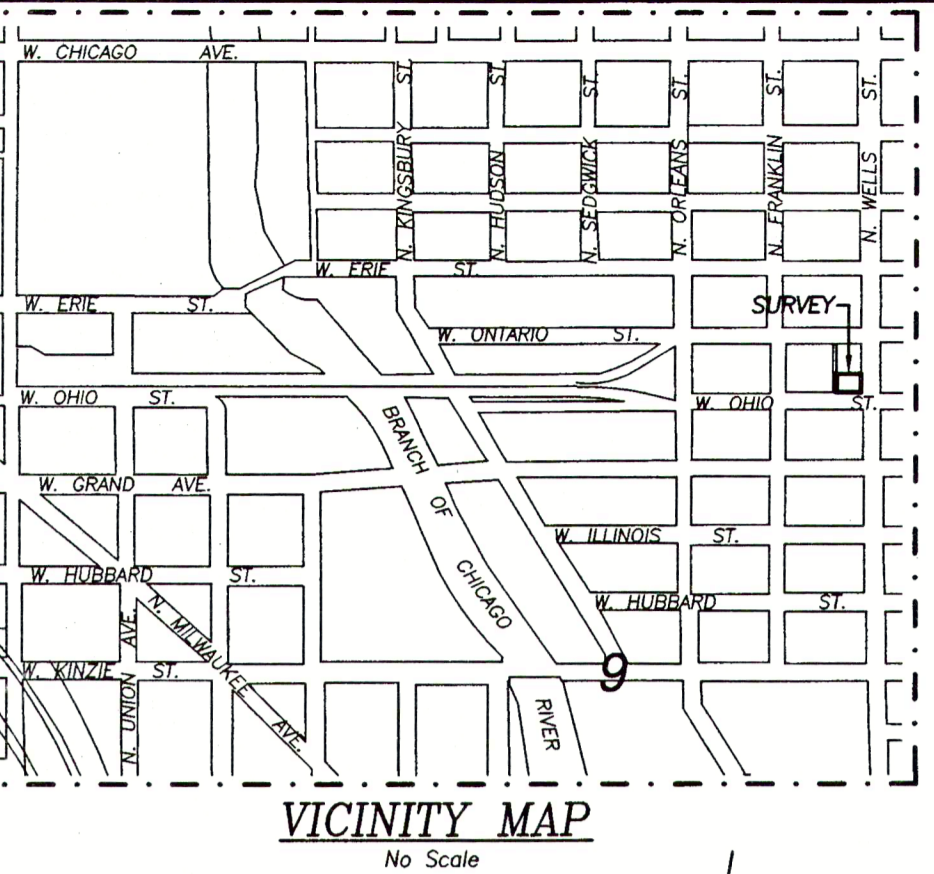 W. CHICAGO AVE.
N. KINGSBURY ST.
N. HUDSON ST.
N. SEDGWICK ST.
N. ORLEANS ST.
N. FRANKLIN ST.
N. WELLS ST.
W. ERIE ST.
W. ERIE ST.
SURVEY
W. ONTARIO ST.
W. OHIO ST.
W. OHIO ST.
BRANCH OF CHICAGO RIVER
W. GRAND AVE.
W. ILLINOIS ST.
W. HUBBARD ST.
W. HUBBARD ST.
N. MILWAUKEE AVE.
N. UNION AVE.
W. KINZIE ST.
9
VICINITY MAP
No Scale